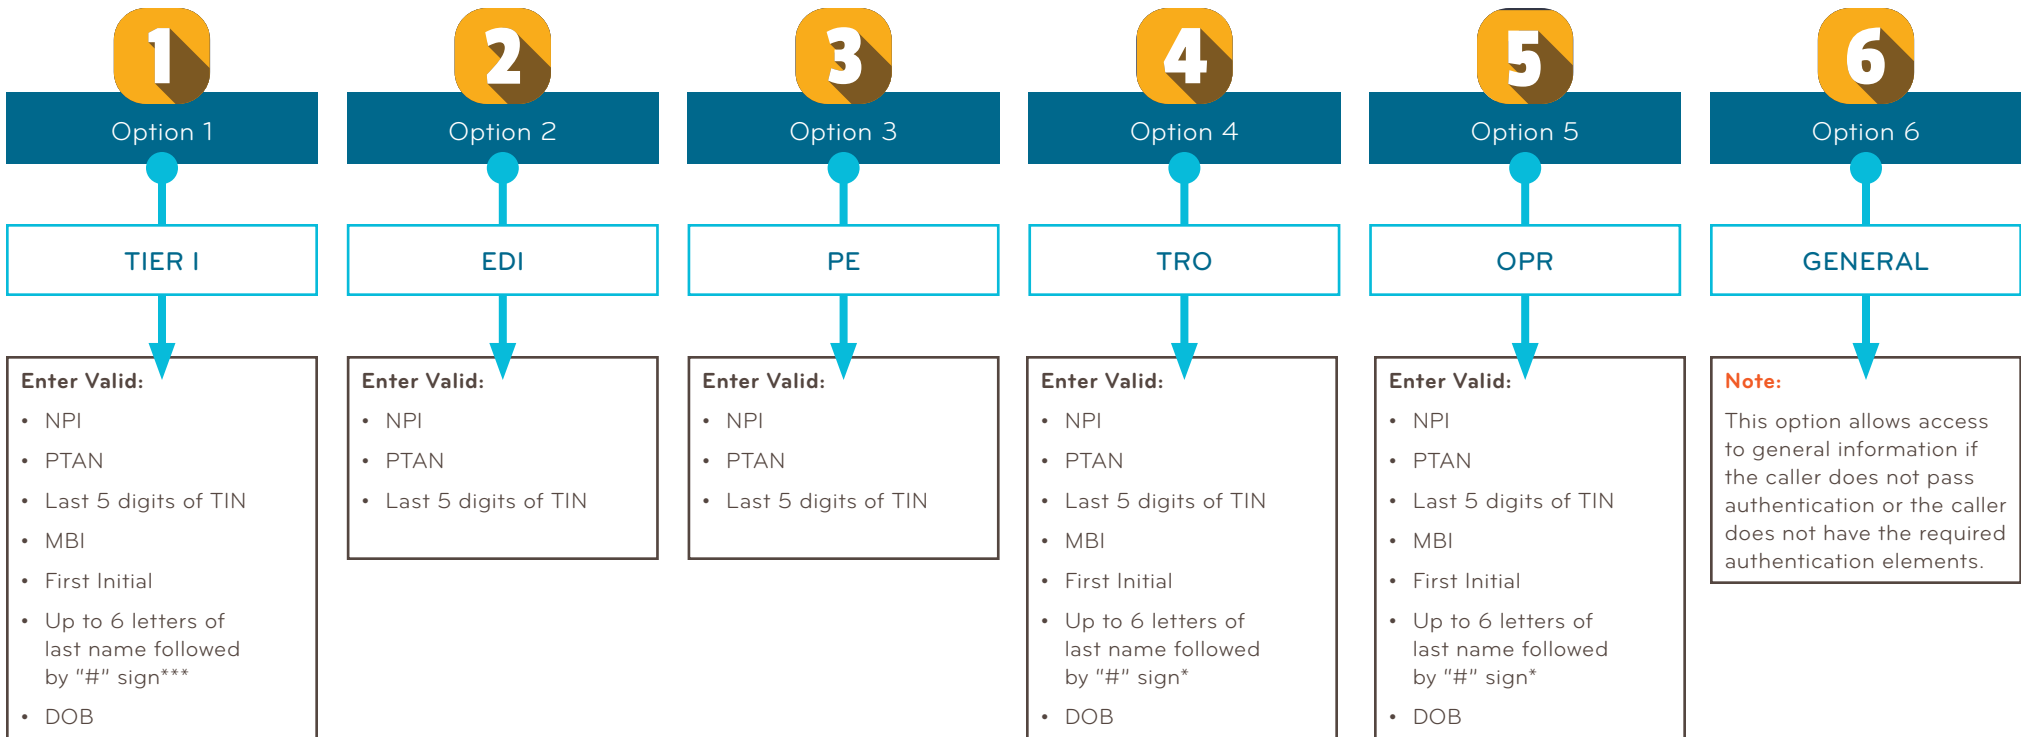 1
Option 1
TIER I
Enter Valid:
• NPI
• PTAN
• Last 5 digits of TIN
• MBI
• First Initial
• Up to 6 letters of
last name followed
by “#” sign***
• DOB
2
Option 2
EDI
Enter Valid:
• NPI
• PTAN
• Last 5 digits of TIN
3
Option 3
PE
Enter Valid:
• NPI
• PTAN
• Last 5 digits of TIN
4
Option 4
TRO
Enter Valid:
• NPI
• PTAN
• Last 5 digits of TIN
• MBI
• First Initial
• Up to 6 letters of
last name followed
by “#” sign*
• DOB
5
Option 5
OPR
Enter Valid:
• NPI
• PTAN
• Last 5 digits of TIN
• MBI
• First Initial
• Up to 6 letters of
last name followed
by “#” sign*
• DOB
6
Option 6
GENERAL
Note:
This option allows access
to general information if
the caller does not pass
authentication or the caller
does not have the required
authentication elements.